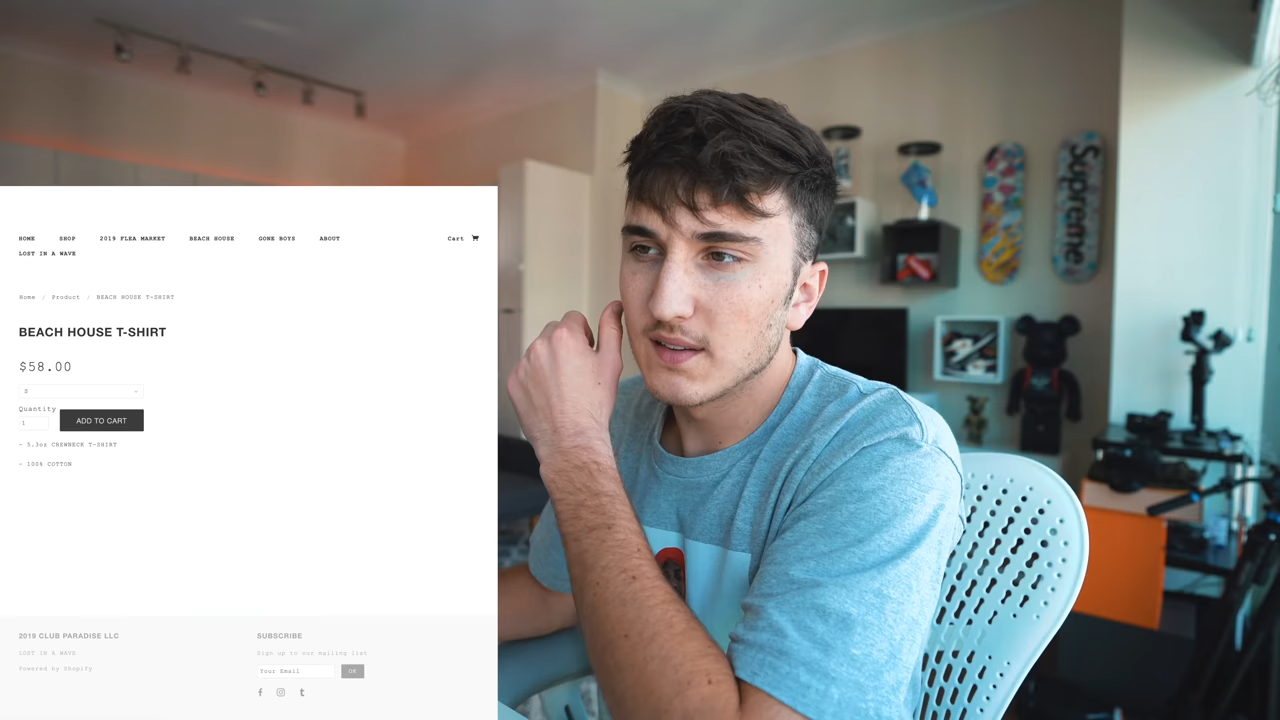 HOME SHOP 2019 FLEA MARKET BEACH HOUSE GONE BOYS ABOUT Cart
LOST IN A WAVE
Home / Product / BEACH HOUSE T-SHIRT
BEACH HOUSE T-SHIRT
$58.00
S
Quantity
1 ADD TO CART
- 5.3oz CREWNECK T-SHIRT
- 100% COTTON
2019 CLUB PARADISE LLC
LOST IN A WAVE
Powered by Shopify
SUBSCRIBE
Sign up to our mailing list
Your Email OK
Supreme